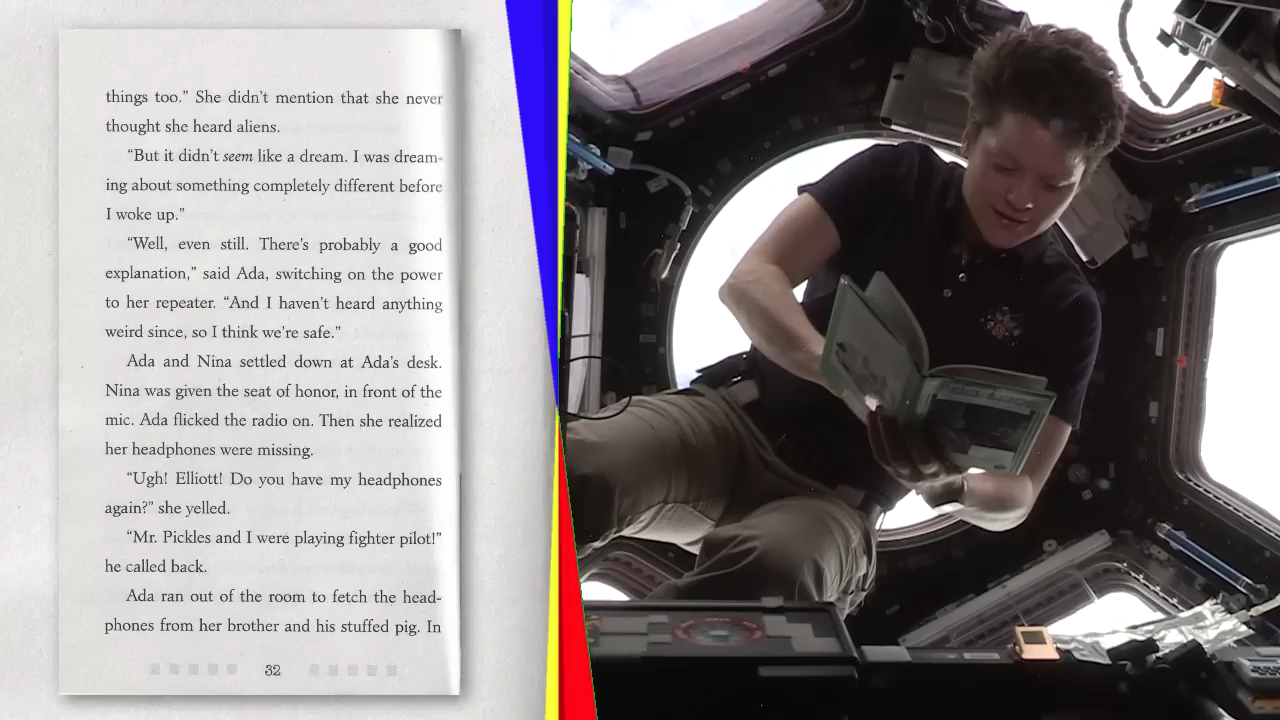 things too.” She didn’t mention that she never
thought she heard aliens.
“But it didn’t seem like a dream. I was dream-
ing about something completely different before
I woke up.”
“Well, even still. There’s probably a good
explanation,” said Ada, switching on the power
to her repeater. “And I haven’t heard anything
weird since, so I think we’re safe.”
Ada and Nina settled down at Ada’s desk.
Nina was given the seat of honor, in front of the
mic. Ada flicked the radio on. Then she realized
her headphones were missing.
“Ugh! Elliott! Do you have my headphones
again?” she yelled.
“Mr. Pickles and I were playing fighter pilot!”
he called back.
Ada ran out of the room to fetch the head-
phones from her brother and his stuffed pig. In
32